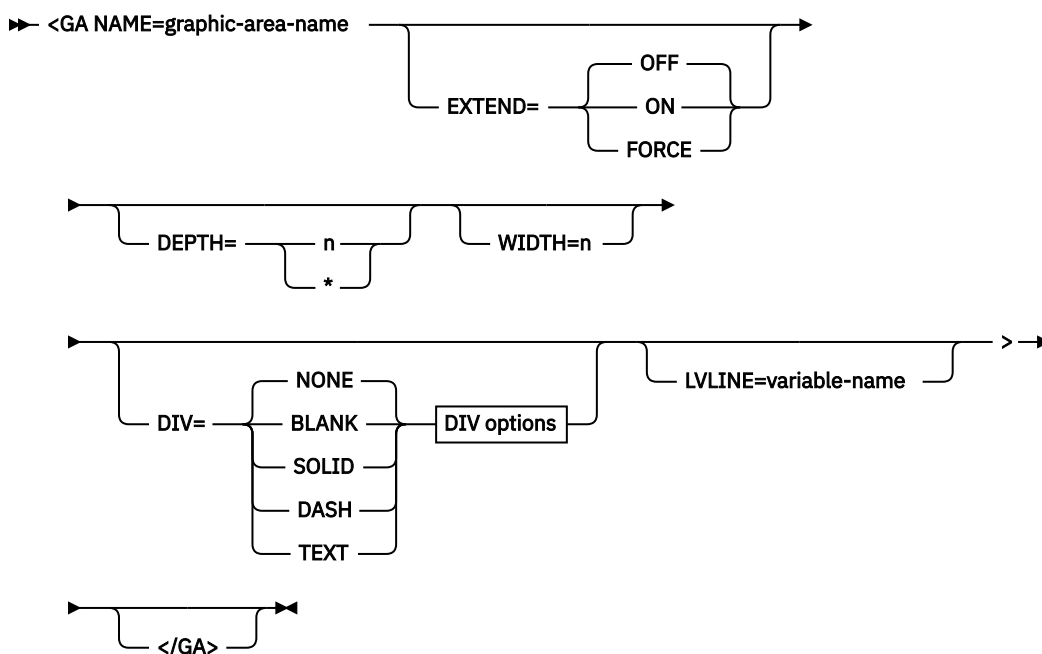 <GA NAME=graphic-area-name
EXTEND=
OFF
ON
FORCE
DEPTH=
n
*
WIDTH=n
DIV=
NONE
BLANK
SOLID
DASH
TEXT
DIV options
LVLINE=variable-name
>
</GA>